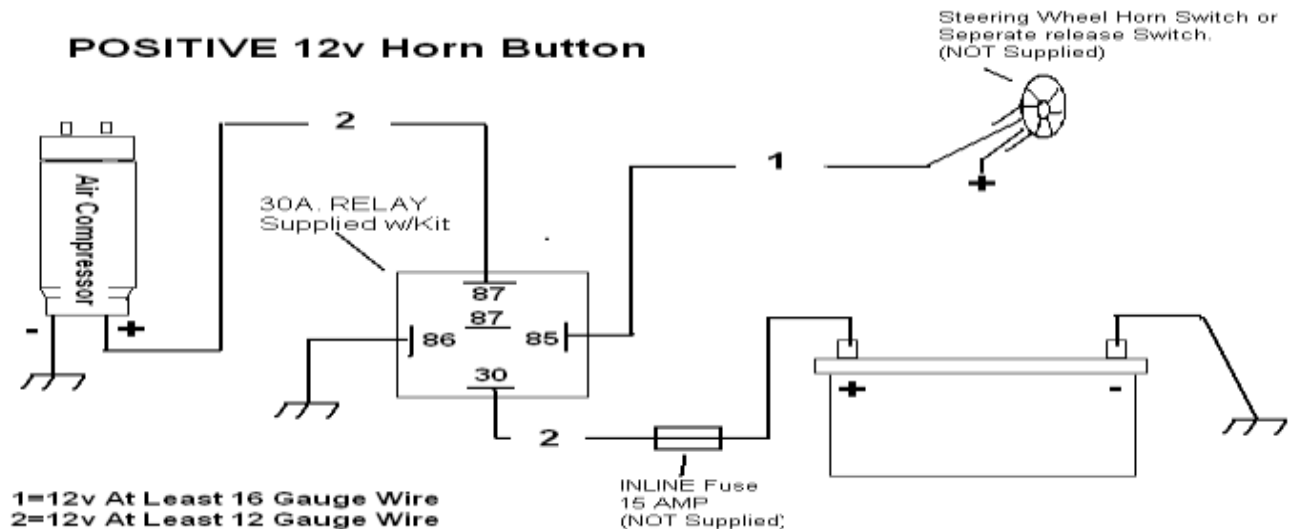 POSITIVE 12v Horn Button
Steering Wheel Horn Switch or
Seperate release Switch.
(NOT Supplied)
2
1
+
Air Compressor
- +
30A. RELAY
Supplied w/Kit
87
87
86
85
30
2
+ -
INLINE Fuse
15 AMP
(NOT Supplied)
1=12v At Least 16 Gauge Wire
2=12v At Least 12 Gauge Wire